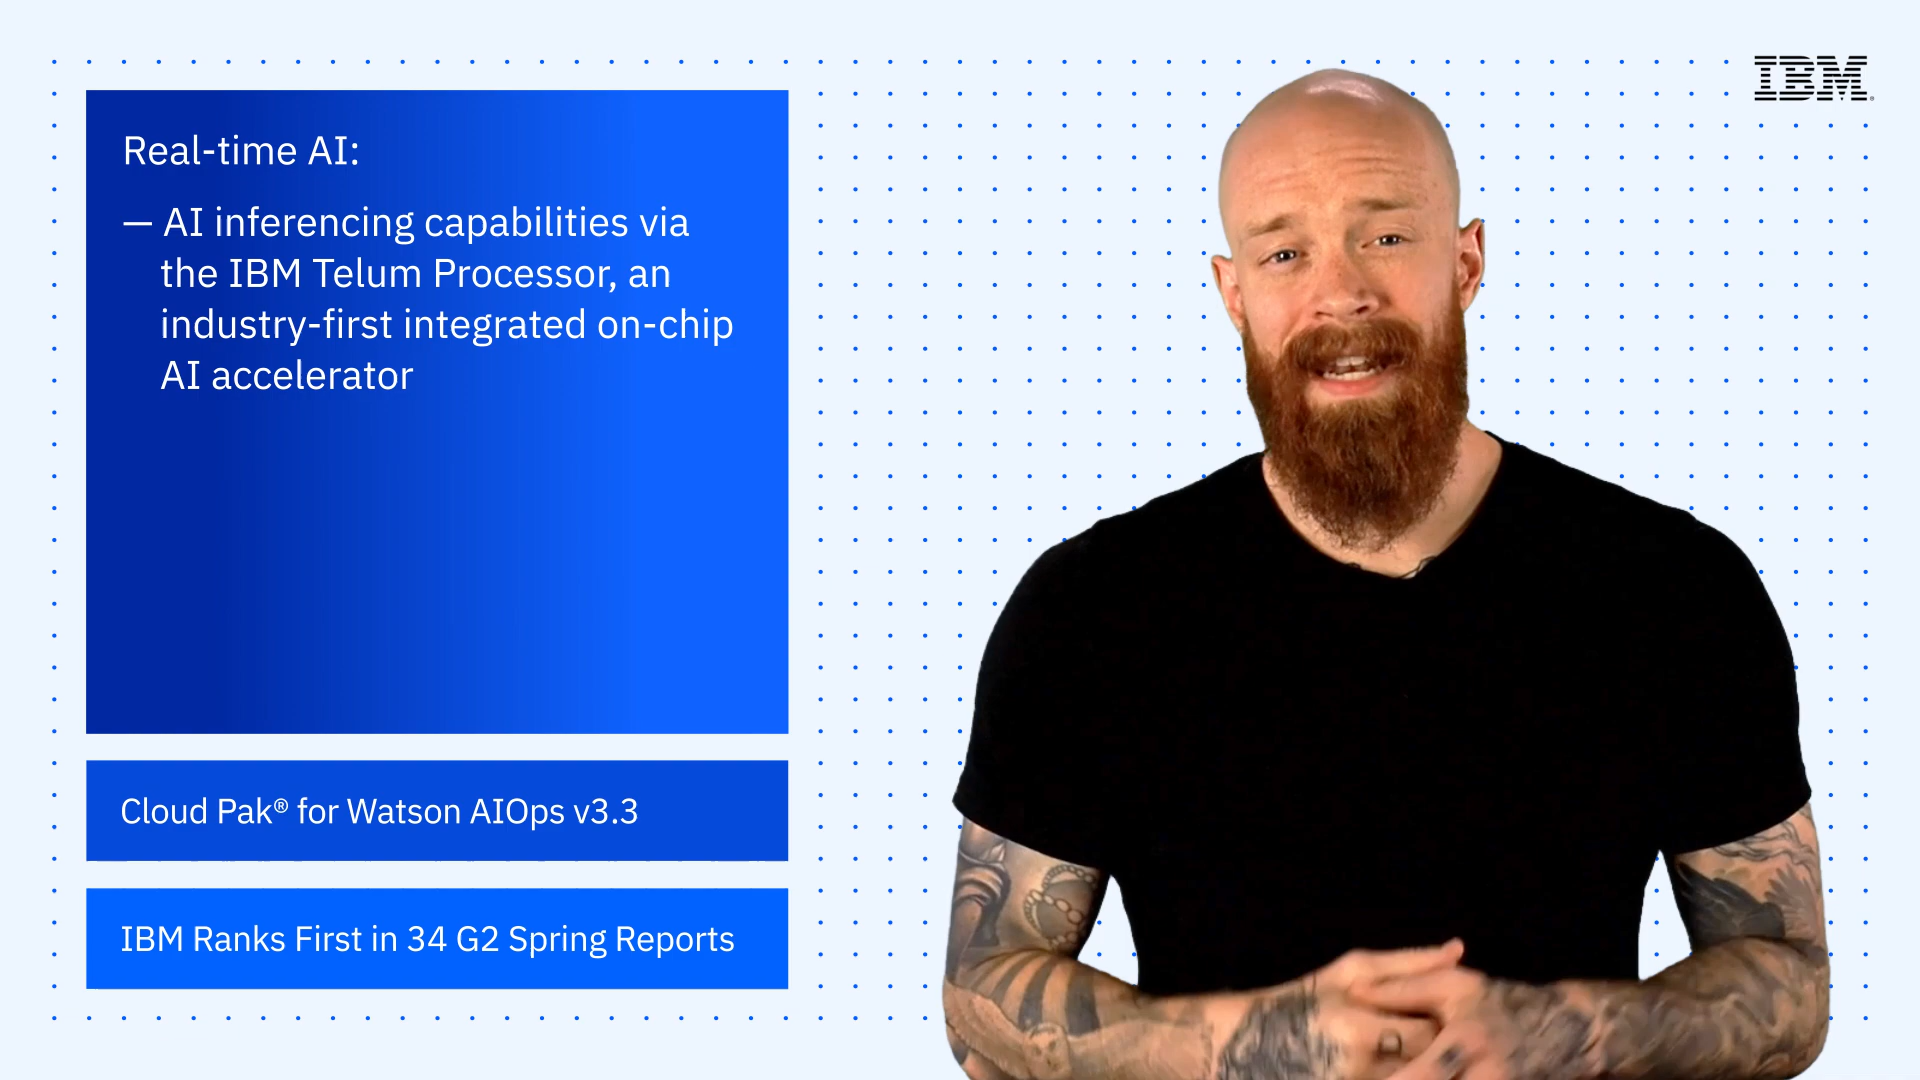 IBM
Real-time AI:
— AI inferencing capabilities via
the IBM Telum Processor, an
industry-first integrated on-chip
AI accelerator
Cloud Pak® for Watson AIOps v3.3
IBM Ranks First in 34 G2 Spring Reports